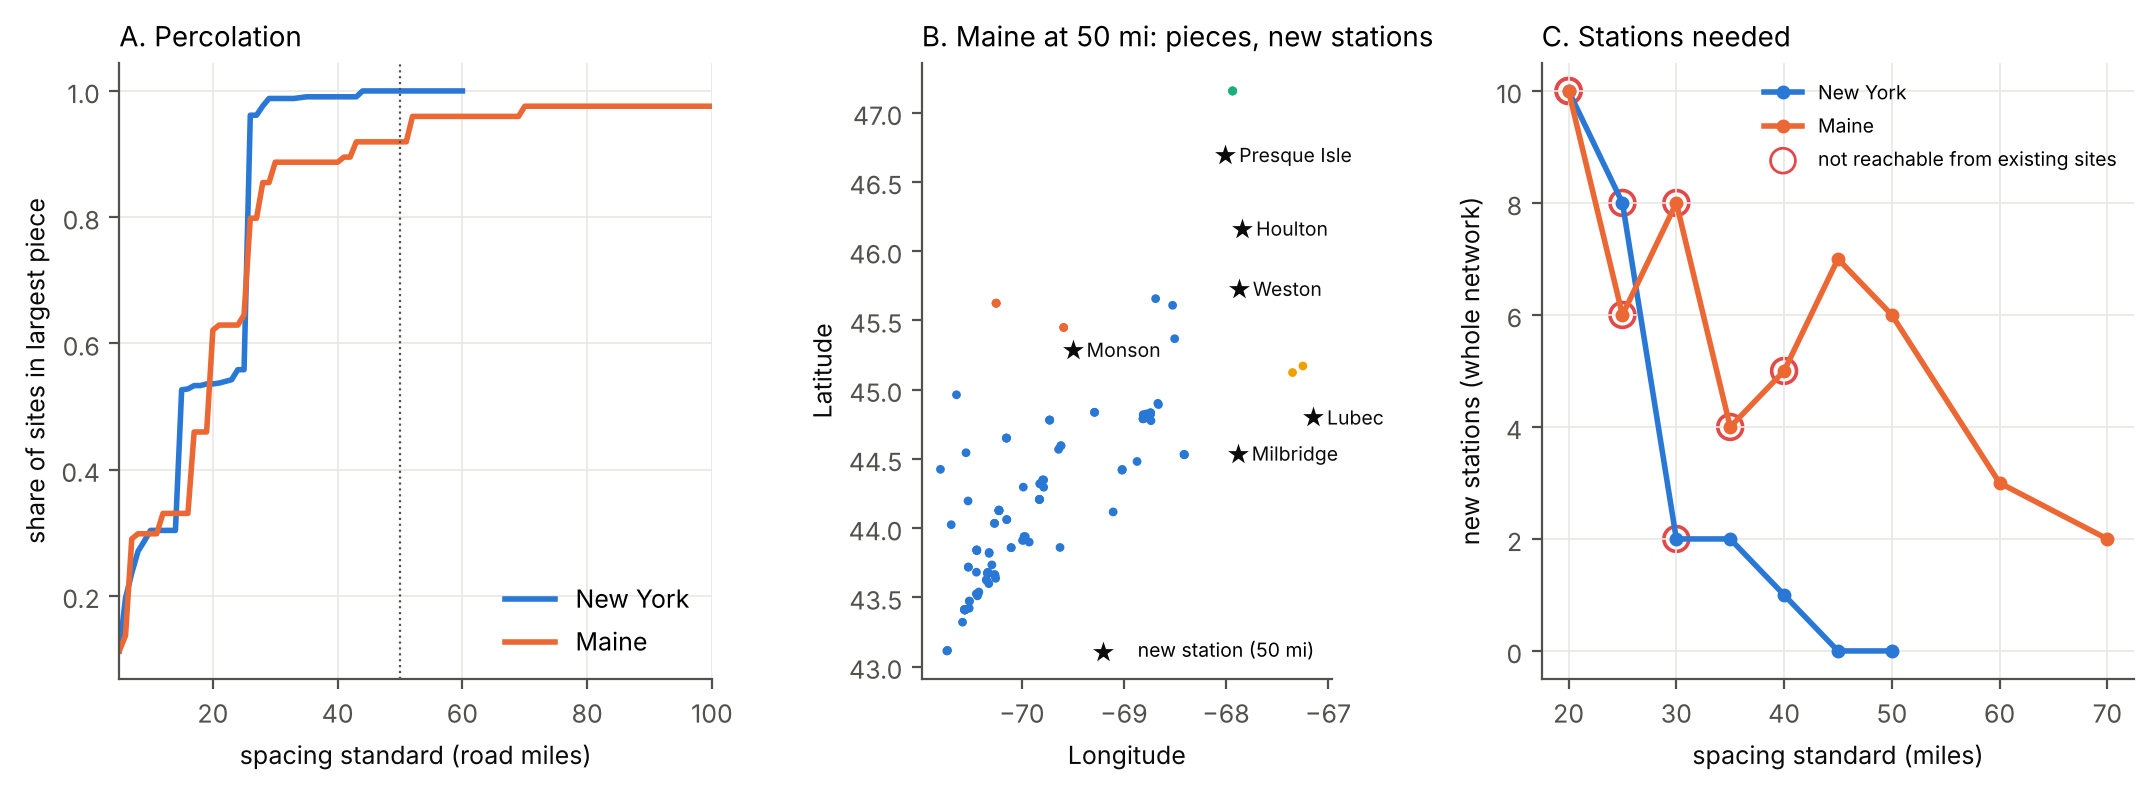 A. Percolation
share of sites in largest piece
1.0
0.8
0.6
0.4
0.2
New York
Maine
20
40
60
80
100
spacing standard (road miles)
B. Maine at 50 mi: pieces, new stations
Latitude
47.0
46.5
46.0
45.5
45.0
44.5
44.0
43.5
43.0
Presque Isle
Houlton
Weston
Monson
Lubec
Milbridge
new station (50 mi)
−70
−69
−68
−67
Longitude
C. Stations needed
new stations (whole network)
10
8
6
4
2
0
New York
Maine
not reachable from existing sites
20
30
40
50
60
70
spacing standard (miles)